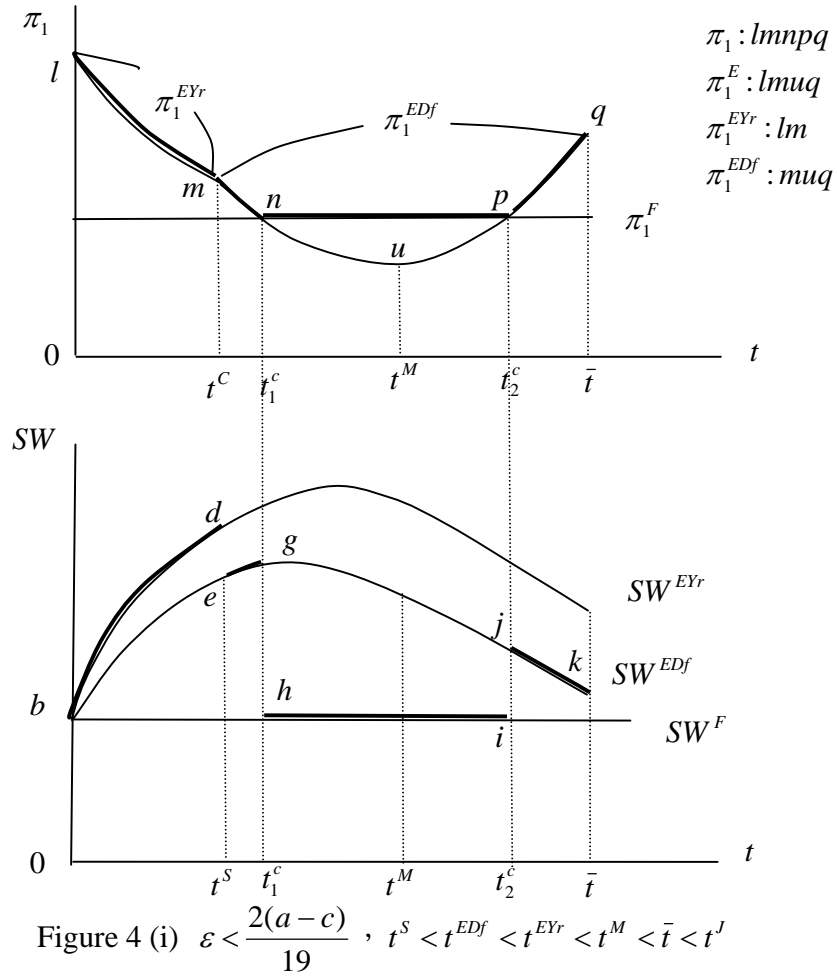 π₁
l
π₁^{EYr}
π₁^{EDf}
m
n
u
p
q
π₁^F
π₁ : lmnpq
π₁^E : lmuq
π₁^{EYr} : lm
π₁^{EDf} : muq
0
t
t^C
t₁^c
t^M
t₂^c
t̄
SW
d
g
e
SW^{EYr}
j
k
SW^{EDf}
b
h
i
SW^F
0
t
t^S
t₁^c
t^M
t₂^c
t̄
Figure 4 (i) ε < \frac{2(a − c)}{19} , t^S < t^{EDf} < t^{EYr} < t^M < t̄ < t^J